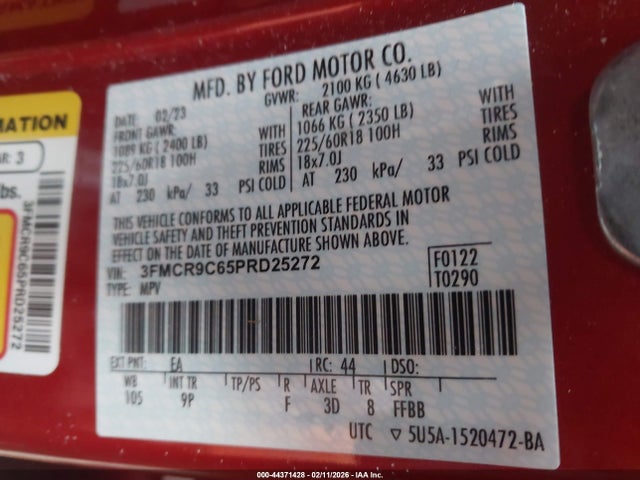 MFD. BY FORD MOTOR CO.
GVWR: 2100 KG ( 4630 LB)
DATE: 02/23
FRONT GAWR: REAR GAWR:
1089 KG ( 2400 LB) WITH 1066 KG ( 2350 LB) WITH
225/60R18 100H TIRES 225/60R18 100H TIRES
18x7.0J RIMS 18x7.0J RIMS
AT 230 kPa/ 33 PSI COLD AT 230 kPa/ 33 PSI COLD
THIS VEHICLE CONFORMS TO ALL APPLICABLE FEDERAL MOTOR
VEHICLE SAFETY AND THEFT PREVENTION STANDARDS IN
EFFECT ON THE DATE OF MANUFACTURE SHOWN ABOVE.
VIN: 3FMCR9C65PRD25272
TYPE: MPV
F0122
T0290
EXT PNT: EA RC: 44 DSO:
WB INT TR TP/PS R AXLE TR SPR
105 9P F 3D 8 FFBB
UTC ▽ 5U5A-1520472-BA
MATION
AR: 3
lbs.
3FMCR9C65PRD25272
000-44371428 - 02/11/2026 - IAAI.COM